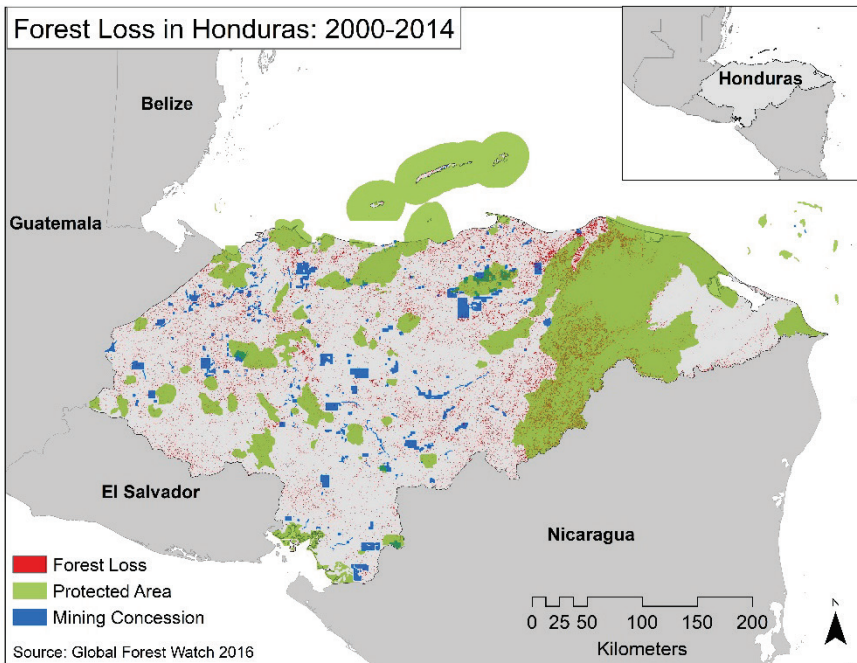 Forest Loss in Honduras: 2000-2014
Honduras
Belize
Guatemala
El Salvador
Nicaragua
Forest Loss
Protected Area
Mining Concession
Source: Global Forest Watch 2016
0 25 50 100 150 200
Kilometers
N